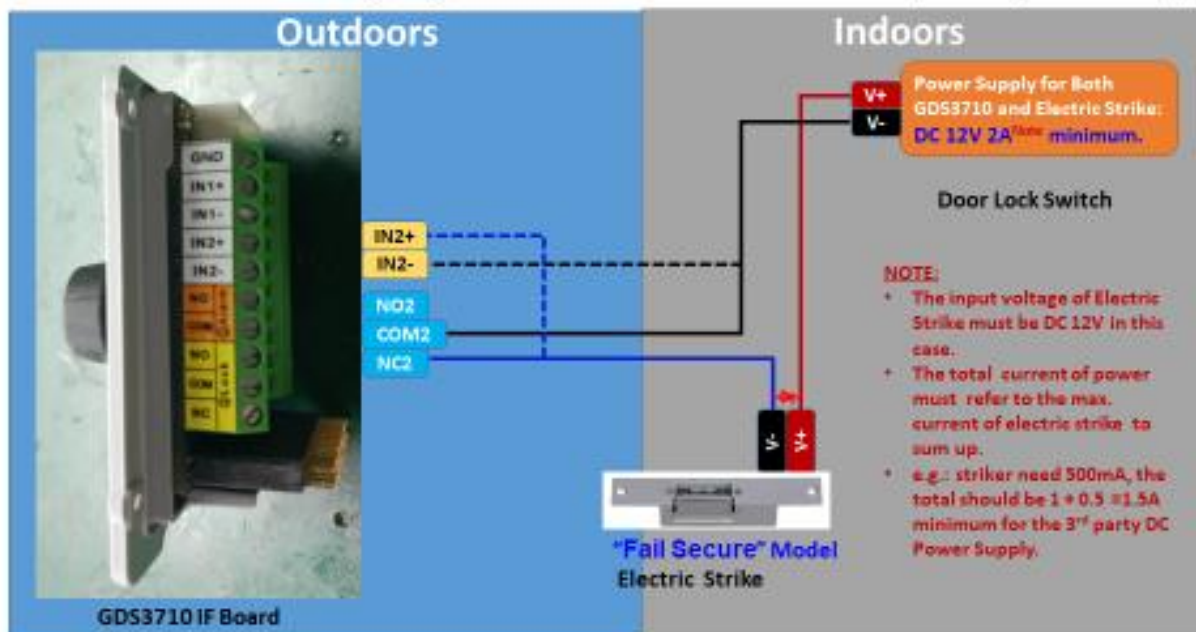 Outdoors
Indoors
V+
V-
Power Supply for Both
GDS3710 and Electric Strike:
DC 12V 2A Note minimum.
Door Lock Switch
GND
IN1+
IN1-
IN2+
IN2-
NO
COM
NO
COM
NC
IN2+
IN2-
NO2
COM2
NC2
NOTE:
• The input voltage of Electric
Strike must be DC 12V in this
case.
• The total current of power
must refer to the max.
current of electric strike to
sum up.
• e.g.: striker need 500mA, the
total should be 1 + 0.5 =1.5A
minimum for the 3rd party DC
Power Supply.
V-
V+
"Fail Secure" Model
Electric Strike
GDS3710 IF Board